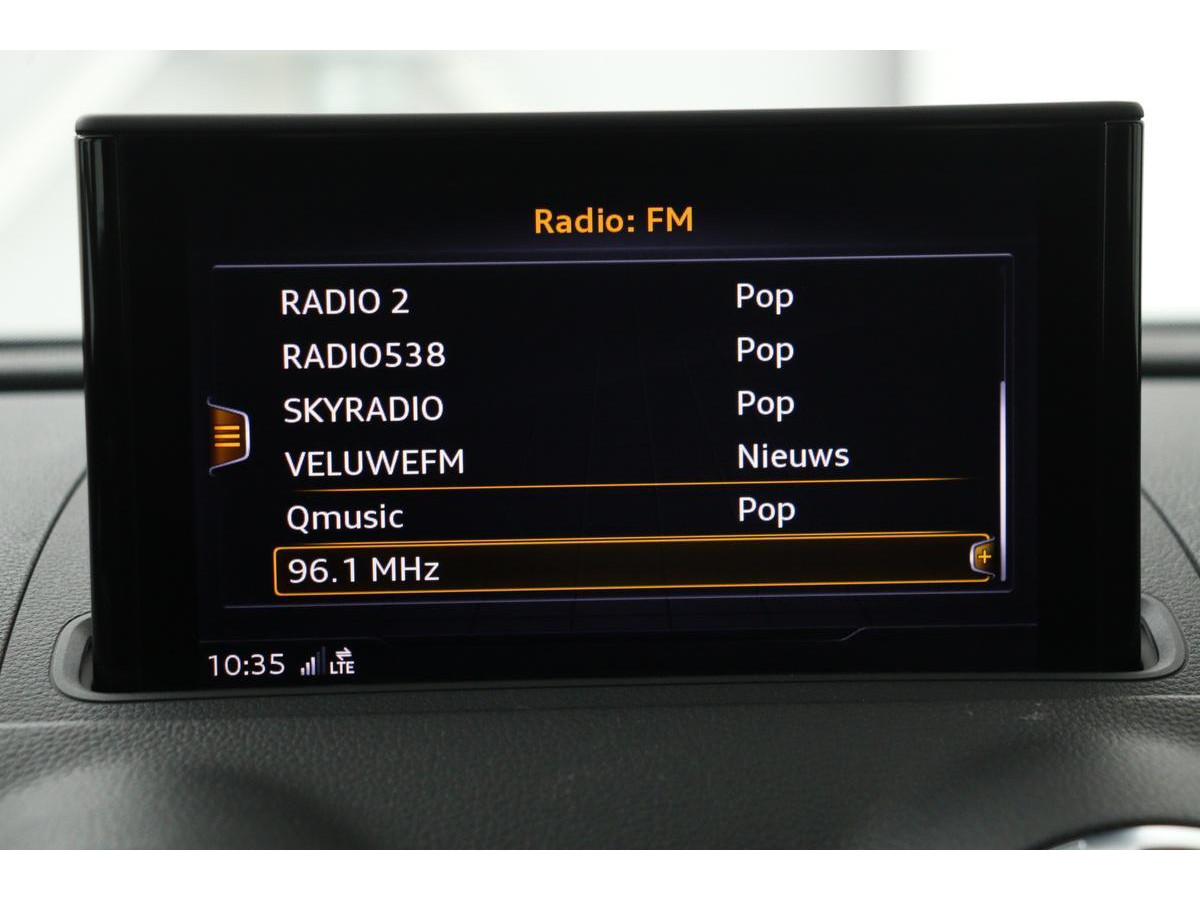 Radio: FM
RADIO 2 Pop
RADIO538 Pop
SKYRADIO Pop
VELUWEFM Nieuws
Qmusic Pop
96.1 MHz +
10:35 LTE